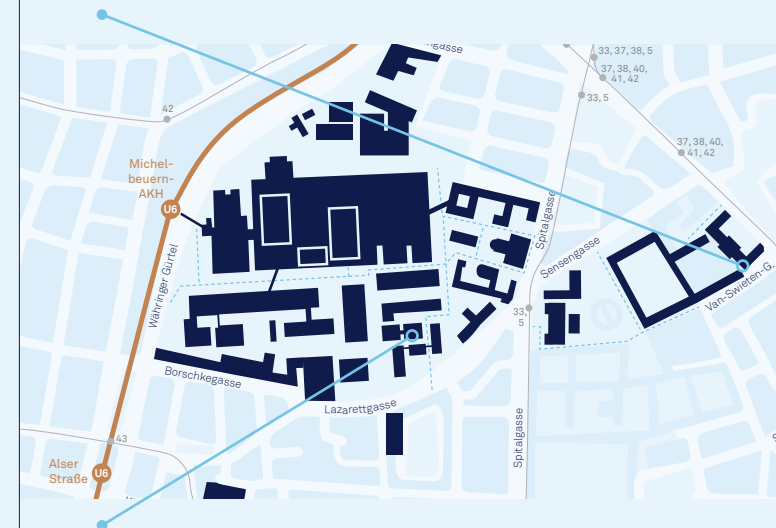 33, 37, 38, 5
37, 38, 40,
41, 42
33, 5
42
37, 38, 40,
41, 42
Michel-
beuern-
AKH
U6
Spitalgasse
Sensengasse
Währinger Gürtel
Van-Swieten-G.
33,
5
Borschkegasse
Lazarettgasse
Spitalgasse
43
Alser
Straße
U6